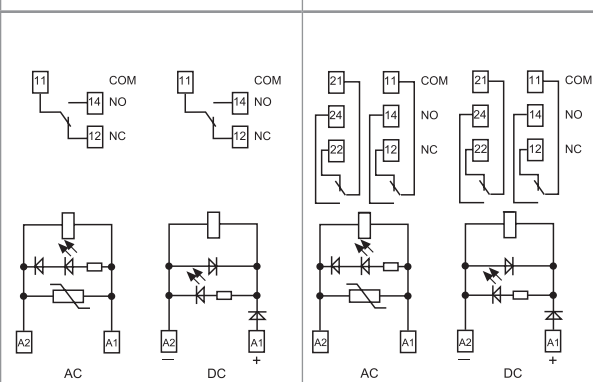 11 COM 11 COM 21 11 COM 21 11 COM
14 NO 14 NO 24 14 NO 24 14 NO
12 NC 12 NC 22 12 NC 22 12 NC
A2 A1 A2 A1 A2 A1 A2 A1
— + — +
AC DC AC DC